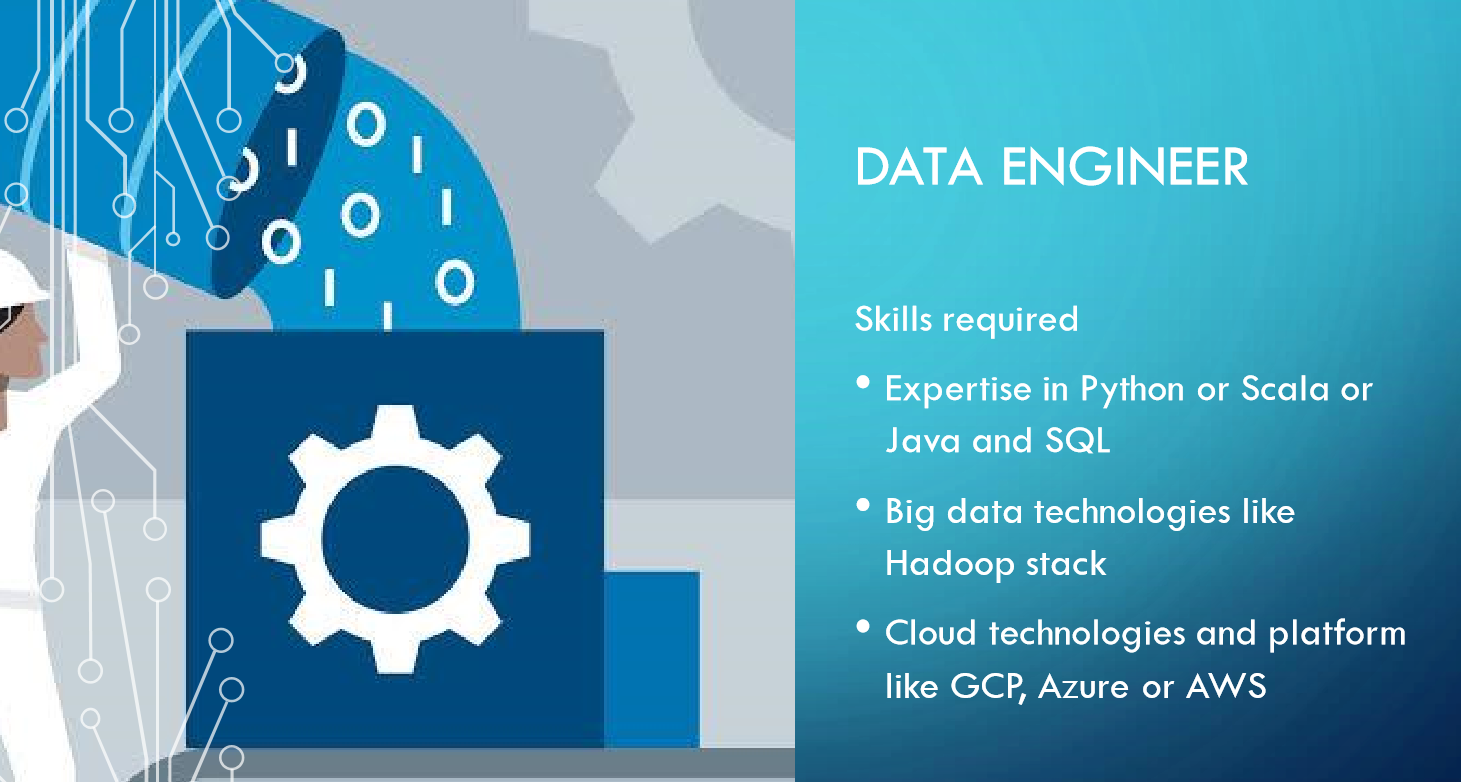 DATA ENGINEER
Skills required
• Expertise in Python or Scala or
Java and SQL
• Big data technologies like
Hadoop stack
• Cloud technologies and platform
like GCP, Azure or AWS